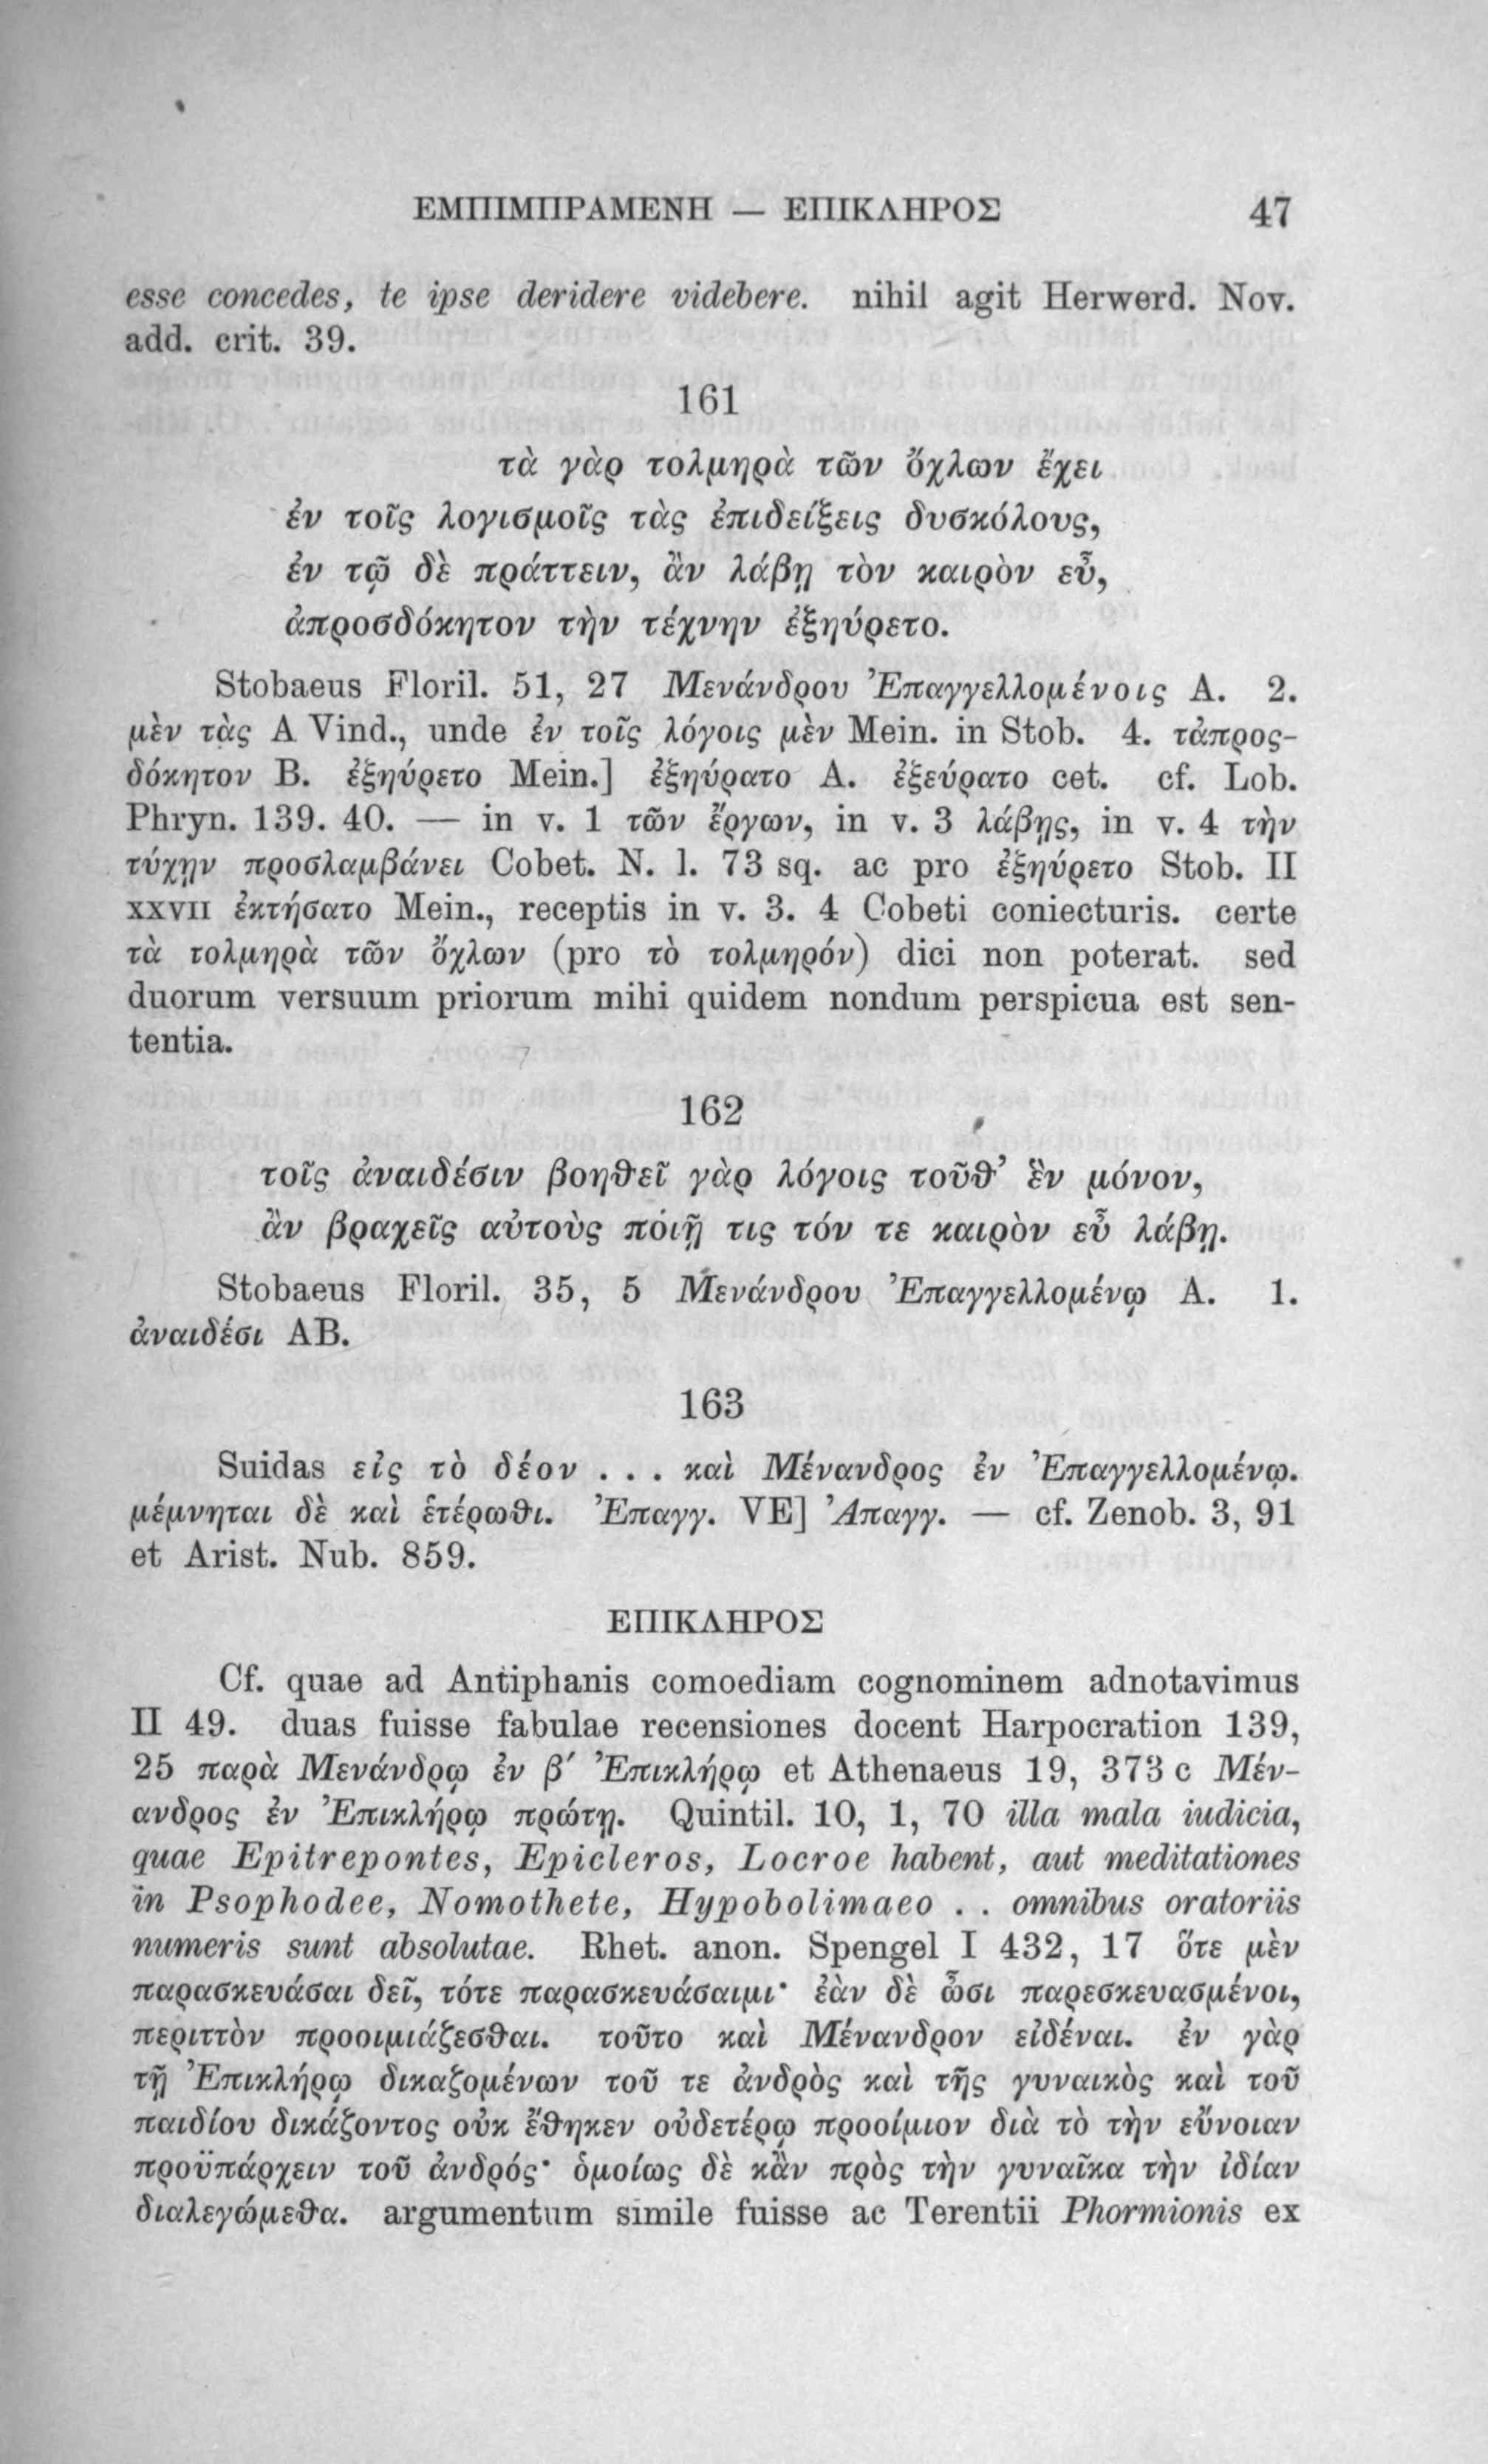 ΕΜΠΙΜΠΡΑΜΕΝΗ — ΕΠΙΚΛΗΡΟΣ 47
esse concedes, te ipse deridere videbere. nihil agit Herwerd. Nov.
add. crit. 39.
161
τὰ γὰρ τολμηρὰ τῶν ὄχλων ἔχει
ἐν τοῖς λογισμοῖς τὰς ἐπιδείξεις δυσκόλους,
ἐν τῷ δὲ πράττειν, ἂν λάβῃ τὸν καιρὸν εὖ,
ἀπροσδόκητον τὴν τέχνην ἐξηύρετο.
Stobaeus Floril. 51, 27 Μενάνδρου Ἐπαγγελλομένοις A. 2.
μὲν τὰς A Vind., unde ἐν τοῖς λόγοις μὲν Mein. in Stob. 4. τἀπρος-
δόκητον B. ἐξηύρετο Mein.] ἐξηύρατο A. ἐξεύρατο cet. cf. Lob.
Phryn. 139. 40. — in v. 1 τῶν ἔργων, in v. 3 λάβῃς, in v. 4 τὴν
τύχην προσλαμβάνει Cobet. N. l. 73 sq. ac pro ἐξηύρετο Stob. II
XXVII ἐκτήσατο Mein., receptis in v. 3. 4 Cobeti coniecturis. certe
τὰ τολμηρὰ τῶν ὄχλων (pro τὸ τολμηρόν) dici non poterat. sed
duorum versuum priorum mihi quidem nondum perspicua est sen-
tentia.
162
τοῖς ἀναιδέσιν βοηθεῖ γὰρ λόγοις τοῦθ’ ἓν μόνον,
ἂν βραχεῖς αὐτοὺς ποιῇ τις τόν τε καιρὸν εὖ λάβῃ.
Stobaeus Floril. 35, 5 Μενάνδρου Ἐπαγγελλομένῳ A. 1.
ἀναιδέσι AB.
163
Suidas εἰς τὸ δέον . . . καὶ Μένανδρος ἐν Ἐπαγγελλομένῳ.
μέμνηται δὲ καὶ ἑτέρωθι. Ἐπαγγ. VE] Ἀπαγγ. — cf. Zenob. 3, 91
et Arist. Nub. 859.
ΕΠΙΚΛΗΡΟΣ
Cf. quae ad Antiphanis comoediam cognominem adnotavimus
II 49. duas fuisse fabulae recensiones docent Harpocration 139,
25 παρὰ Μενάνδρῳ ἐν β′ Ἐπικλήρῳ et Athenaeus 19, 373 c Μέν-
ανδρος ἐν Ἐπικλήρῳ πρώτῃ. Quintil. 10, 1, 70 illa mala iudicia,
quae Epitrepontes, Epicleros, Locroe habent, aut meditationes
in Psophodee, Nomothete, Hypobolimaeo . . omnibus oratoriis
numeris sunt absolutae. Rhet. anon. Spengel I 432, 17 ὅτε μὲν
παρασκευάσαι δεῖ, τότε παρασκευάσαιμι· ἐὰν δὲ ὦσι παρεσκευασμένοι,
περιττὸν προοιμιάζεσθαι. τοῦτο καὶ Μένανδρον εἰδέναι. ἐν γὰρ
τῇ Ἐπικλήρῳ δικαζομένων τοῦ τε ἀνδρὸς καὶ τῆς γυναικὸς καὶ τοῦ
παιδίου δικάζοντος οὐκ ἔθηκεν οὐδετέρῳ προοίμιον διὰ τὸ τὴν εὔνοιαν
προϋπάρχειν τοῦ ἀνδρός· ὁμοίως δὲ κἂν πρὸς τὴν γυναῖκα τὴν ἰδίαν
διαλεγώμεθα. argumentum simile fuisse ac Terentii Phormionis ex